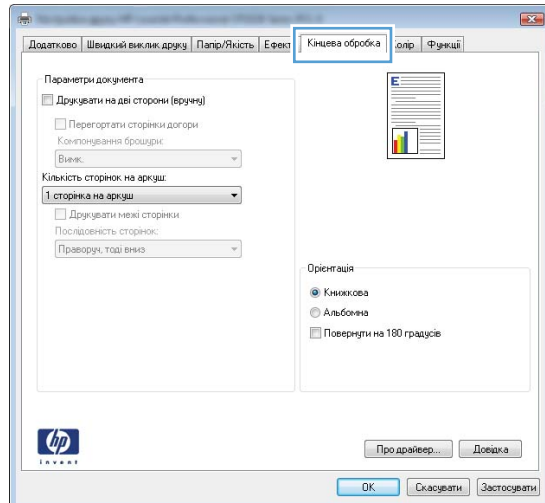 Додатково Швидкий виклик друку Папір/Якість Ефект Кінцева обробка олір Функції
Параметри документа
Друкувати на дві сторони (вручну)
Перегортати сторінки догори
Компонування брошури:
Вимк.
Кількість сторінок на аркуш:
1 сторінка на аркуш
Друкувати межі сторінки
Послідовність сторінок:
Праворуч, тоді вниз
E
Орієнтація
Книжкова
Альбомна
Повернути на 180 градусів
hp
invent
Про драйвер... Довідка
OK Скасувати Застосувати